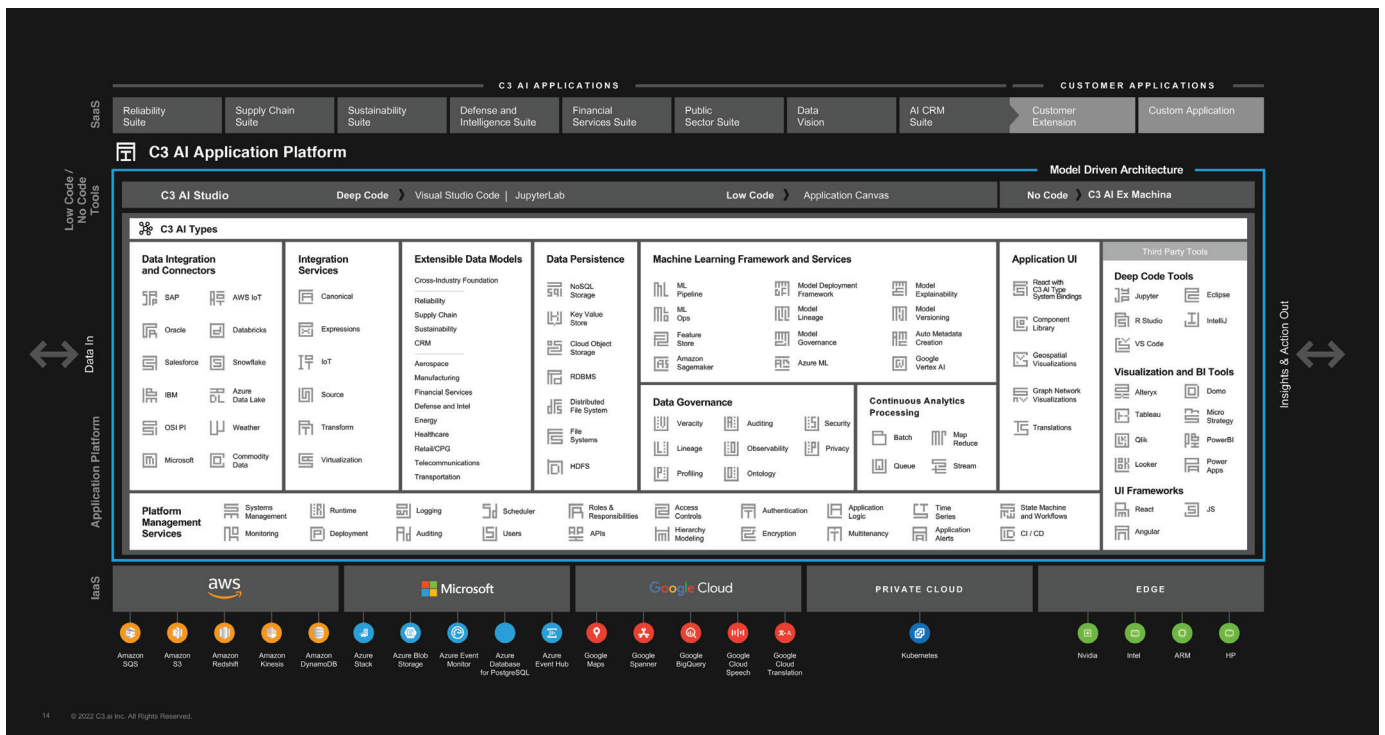 C3 AI APPLICATIONS
CUSTOMER APPLICATIONS
SaaS
Reliability
Suite
Supply Chain
Suite
Sustainability
Suite
Defense and
Intelligence Suite
Financial
Services Suite
Public
Sector Suite
Data
Vision
AI CRM
Suite
Customer
Extension
Custom Application
C3 AI Application Platform
Model Driven Architecture
Low Code /
No Code
Tools
C3 AI Studio
Deep Code
Visual Studio Code | JupyterLab
Low Code
Application Canvas
No Code
C3 AI Ex Machina
C3 AI Types
Data In
Application Platform
Data Integration
and Connectors
SAP
AWS IoT
Oracle
Databricks
Salesforce
Snowflake
IBM
Azure
Data Lake
OSI PI
Weather
Microsoft
Commodity
Data
Integration
Services
Canonical
Expressions
IoT
Source
Transform
Virtualization
Extensible Data Models
Cross-Industry Foundation
Reliability
Supply Chain
Sustainability
CRM
Aerospace
Manufacturing
Financial Services
Defense and Intel
Energy
Healthcare
Retail/CPG
Telecommunications
Transportation
Data Persistence
NoSQL
Storage
Key Value
Store
Cloud Object
Storage
RDBMS
Distributed
File System
File
Systems
HDFS
Machine Learning Framework and Services
ML
Pipeline
Model Deployment
Framework
Model
Explainability
ML
Ops
Model
Lineage
Model
Versioning
Feature
Store
Model
Governance
Auto Metadata
Creation
Amazon
Sagemaker
Azure ML
Google
Vertex AI
Data Governance
Veracity
Auditing
Security
Lineage
Observability
Privacy
Profiling
Ontology
Continuous Analytics
Processing
Batch
Map
Reduce
Queue
Stream
Application UI
React with
C3 AI Type
System Bindings
Component
Library
Geospatial
Visualizations
Graph Network
Visualizations
Translations
Third Party Tools
Deep Code Tools
Jupyter
Eclipse
R Studio
IntelliJ
VS Code
Visualization and BI Tools
Alteryx
Domo
Tableau
Micro
Strategy
Qlik
PowerBI
Looker
Power
Apps
UI Frameworks
React
JS
Angular
Insights & Action Out
Platform
Management
Services
Systems
Management
Runtime
Logging
Scheduler
Roles &
Responsibilities
Access
Controls
Authentication
Application
Logic
Time
Series
State Machine
and Workflows
Monitoring
Deployment
Auditing
Users
APIs
Hierarchy
Modeling
Encryption
Multitenancy
Application
Alerts
CI / CD
IaaS
aws
Microsoft
Google Cloud
PRIVATE CLOUD
EDGE
Amazon
SQS
Amazon
S3
Amazon
Redshift
Amazon
Kinesis
Amazon
DynamoDB
Azure
Stack
Azure Blob
Storage
Azure Event
Monitor
Azure
Database
for PostgreSQL
Azure
Event Hub
Google
Maps
Google
Spanner
Google
BigQuery
Google
Cloud
Speech
Google
Cloud
Translation
Kubernetes
Nvidia
Intel
ARM
HP
14 © 2022 C3.ai Inc. All Rights Reserved.